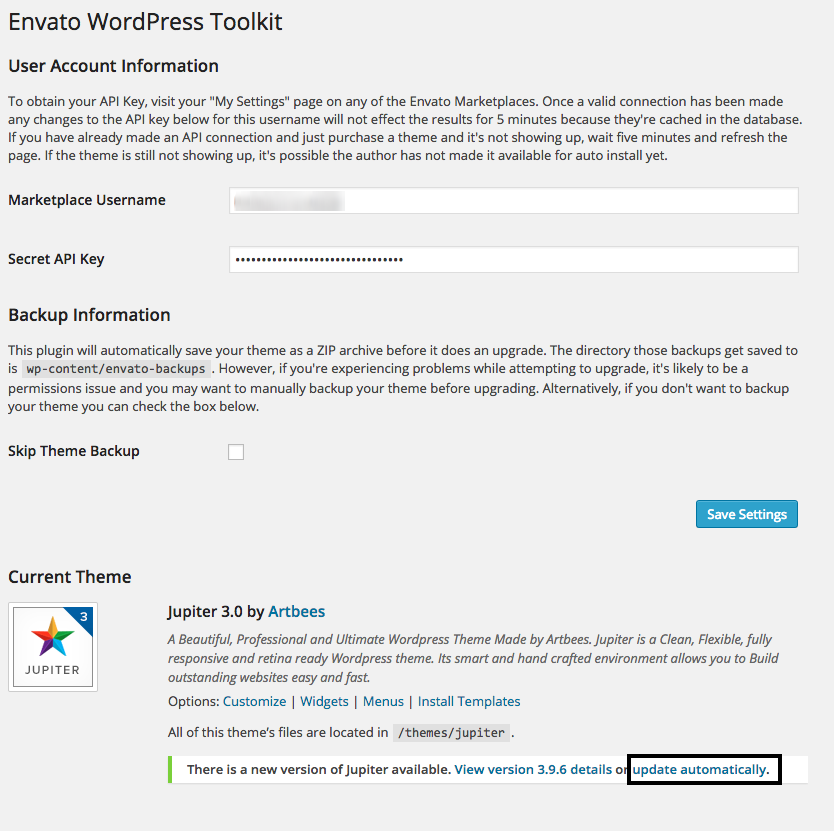 Envato WordPress Toolkit
User Account Information
To obtain your API Key, visit your "My Settings" page on any of the Envato Marketplaces. Once a valid connection has been made
any changes to the API key below for this username will not effect the results for 5 minutes because they're cached in the database.
If you have already made an API connection and just purchase a theme and it's not showing up, wait five minutes and refresh the
page. If the theme is still not showing up, it's possible the author has not made it available for auto install yet.
Marketplace Username
Secret API Key ••••••••••••••••••••••••••••••••
Backup Information
This plugin will automatically save your theme as a ZIP archive before it does an upgrade. The directory those backups get saved to
is wp-content/envato-backups . However, if you're experiencing problems while attempting to upgrade, it's likely to be a
permissions issue and you may want to manually backup your theme before upgrading. Alternatively, if you don't want to backup
your theme you can check the box below.
Skip Theme Backup
Save Settings
Current Theme
3
JUPITER
Jupiter 3.0 by Artbees
A Beautiful, Professional and Ultimate Wordpress Theme Made by Artbees. Jupiter is a Clean, Flexible, fully
responsive and retina ready Wordpress theme. Its smart and hand crafted environment allows you to Build
outstanding websites easy and fast.
Options: Customize | Widgets | Menus | Install Templates
All of this theme's files are located in /themes/jupiter .
There is a new version of Jupiter available. View version 3.9.6 details or update automatically.